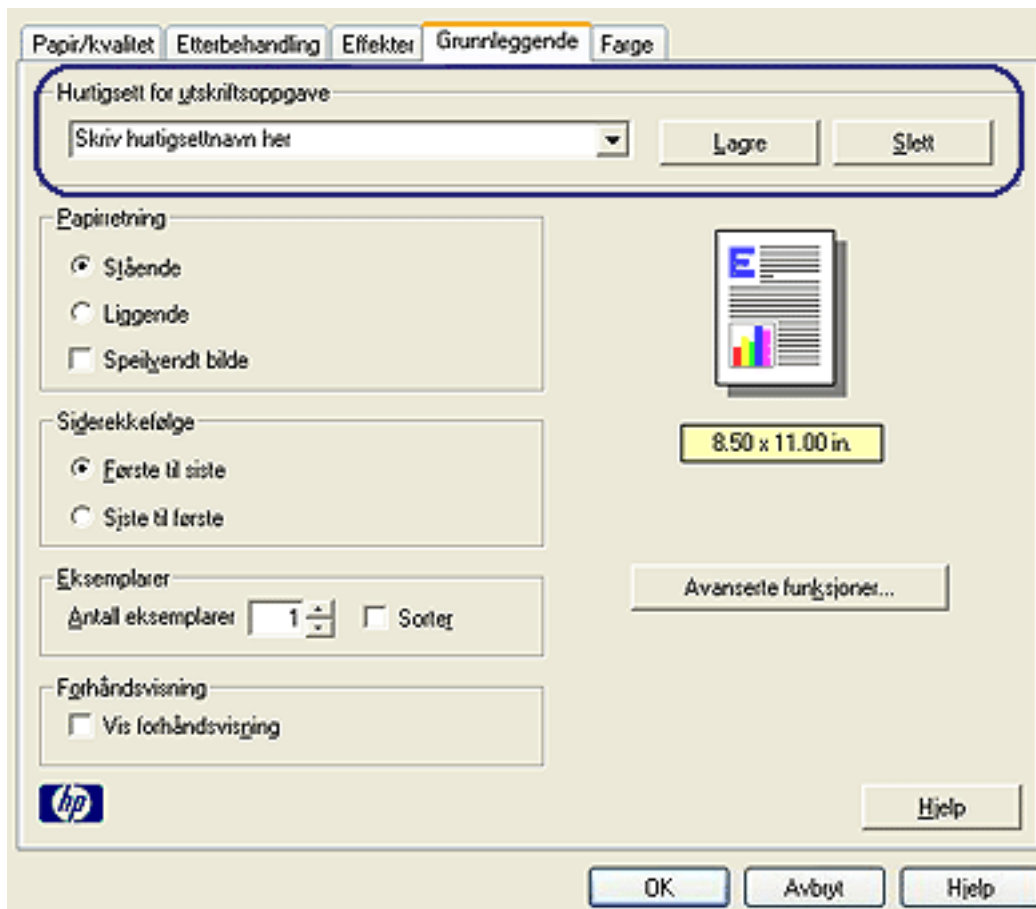 Papir/kvalitet Etterbehandling Effekter Grunnleggende Farge
Hurtigsett for utskriftsoppgave
Skriv hurtigsettnavn her Lagre Slett
Papirretning
Stående
Liggende
Speilvendt bilde
E
8.50 x 11.00 in.
Siderekkefølge
Første til siste
Siste til første
Eksemplarer
Antall eksemplarer 1 Sorter
Avanserte funksjoner...
Forhåndsvisning
Vis forhåndsvisning
hp
Hjelp
OK Avbryt Hjelp